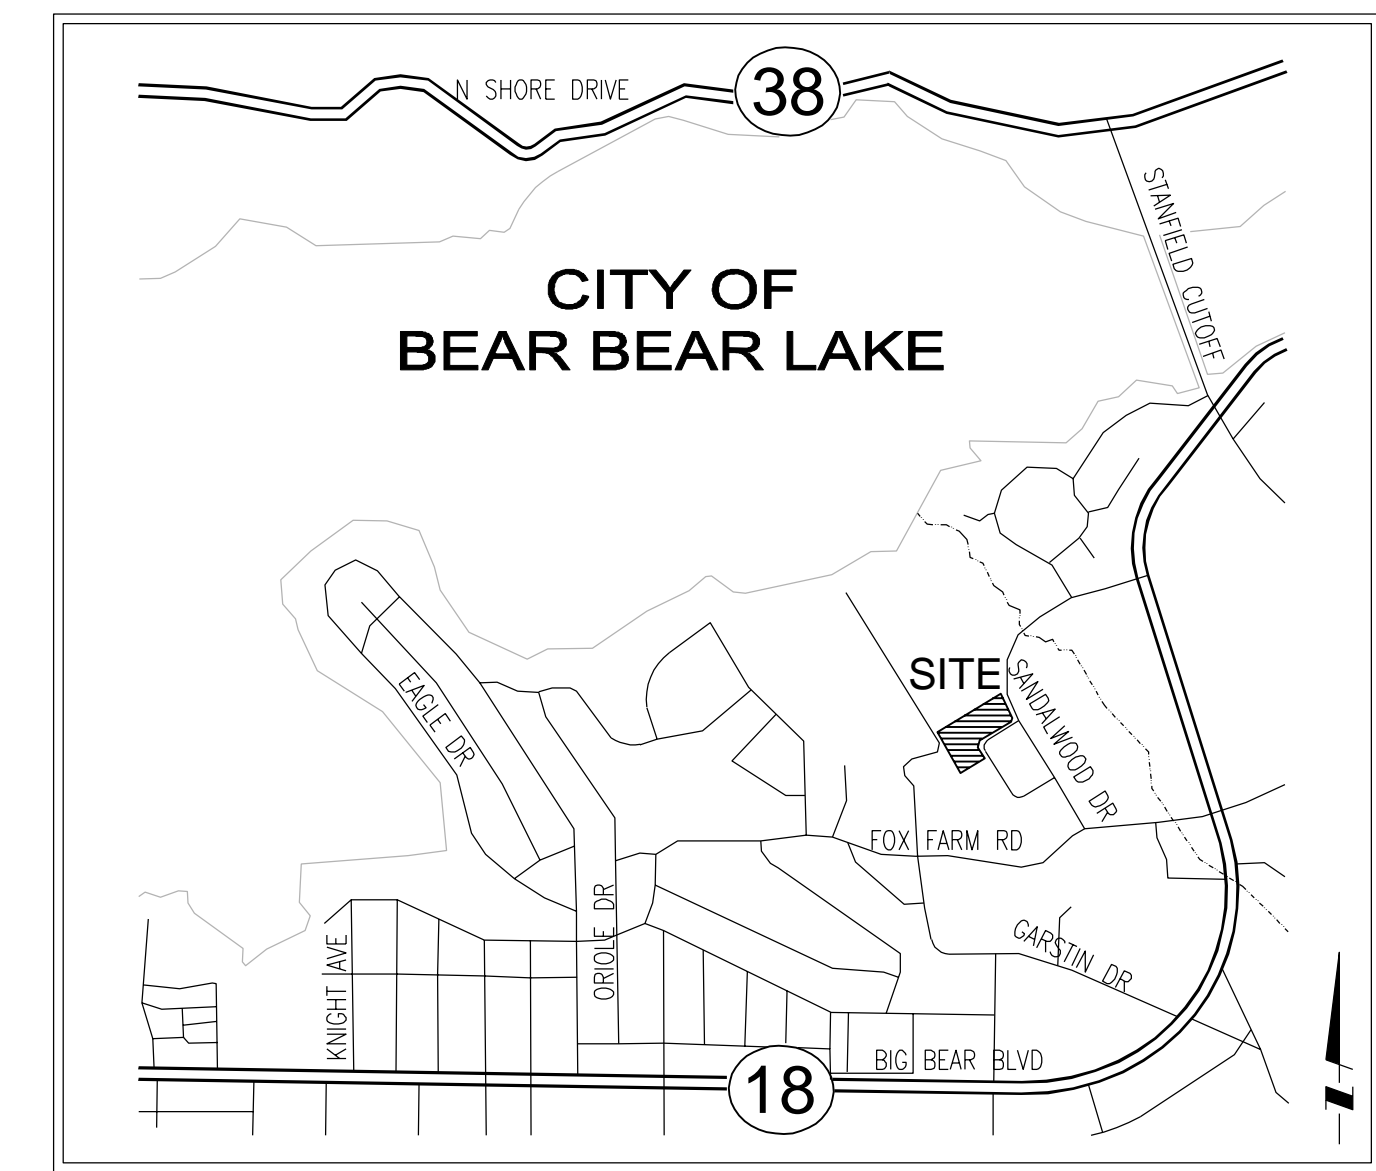 N SHORE DRIVE
38
STANFIELD CUTOFF
CITY OF
BEAR BEAR LAKE
SITE
SANDALWOOD DR
EAGLE DR
FOX FARM RD
ORIOLE DR
KNIGHT AVE
GARSTIN DR
BIG BEAR BLVD
18
N